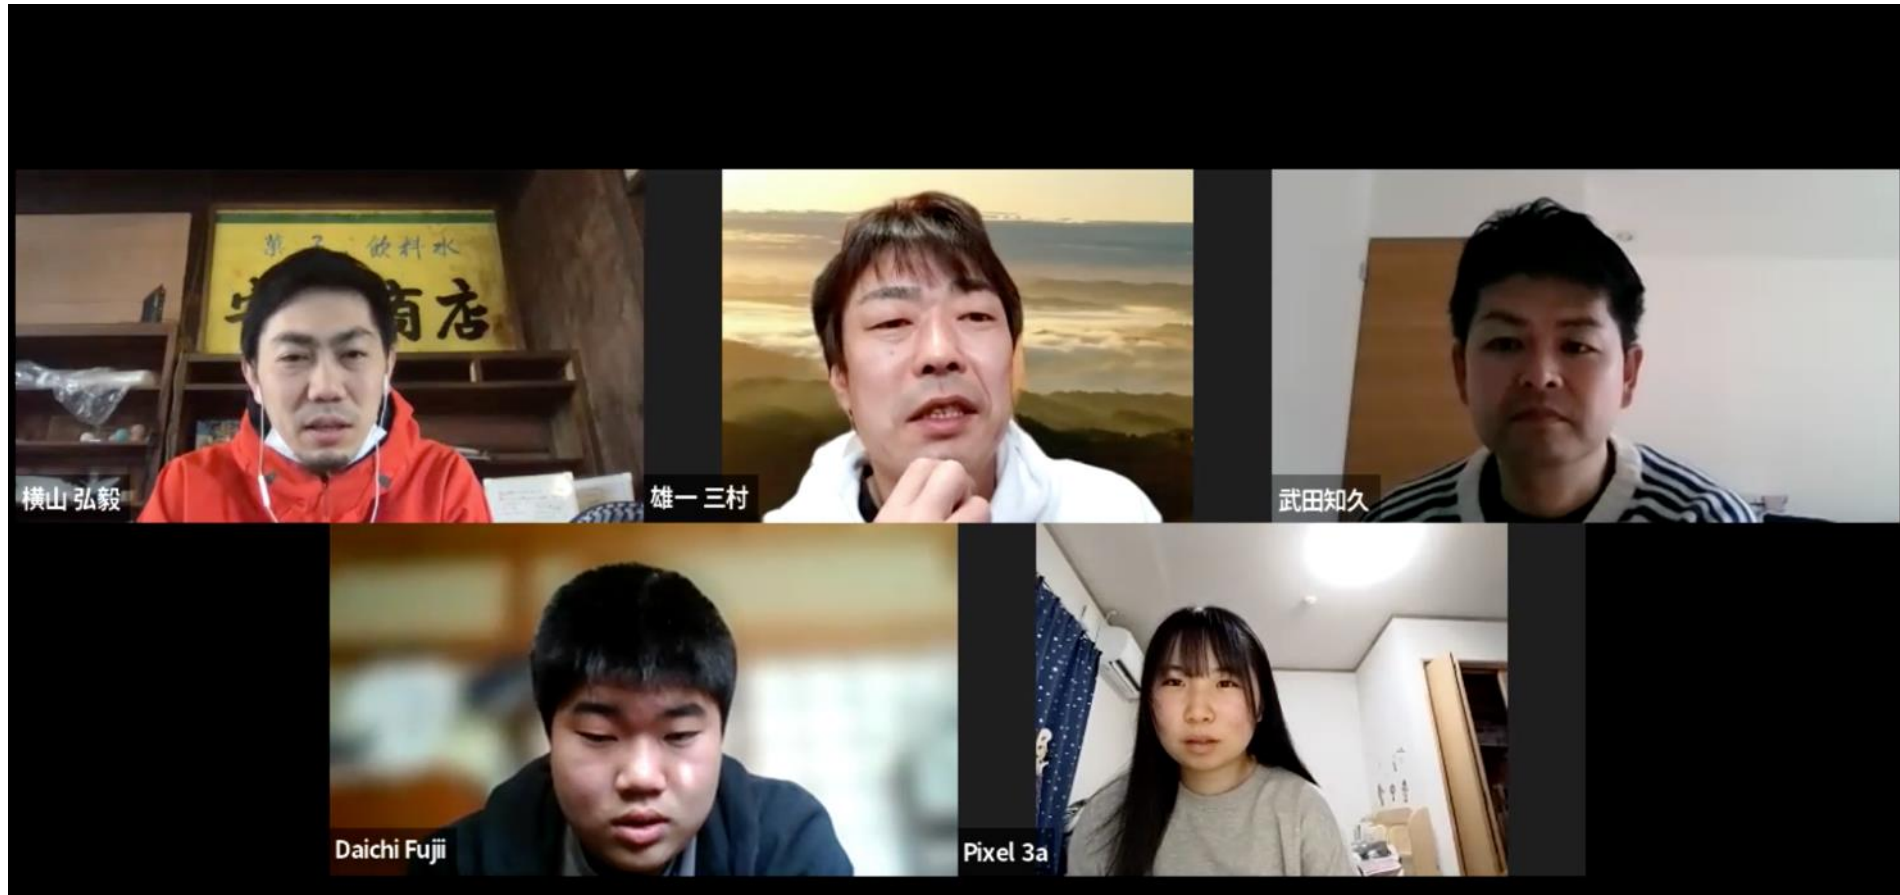 菓子 飲料水
商店
横山 弘毅
雄一 三村
武田知久
Daichi Fujii
Pixel 3a